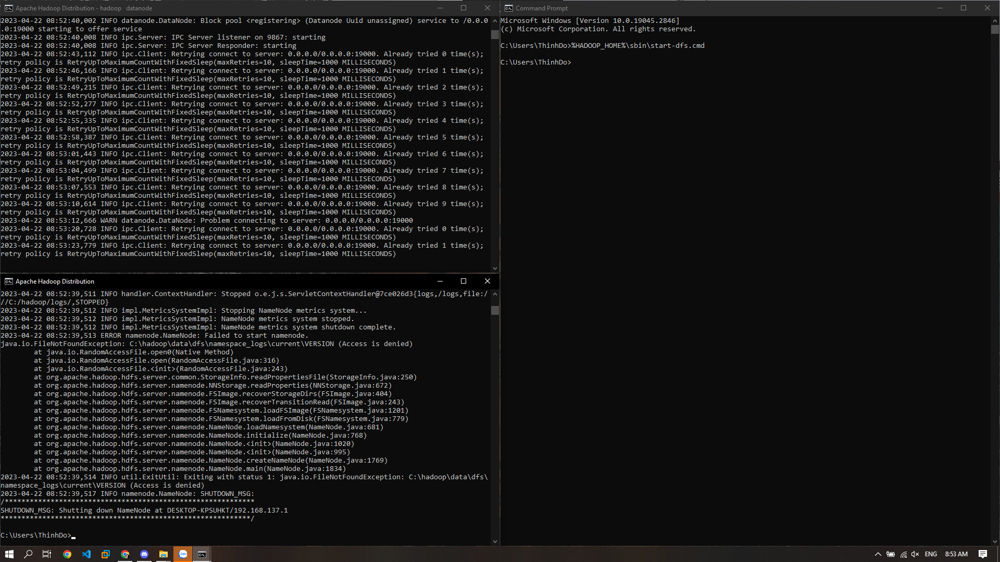 Apache Hadoop Distribution - hadoop   datanode
2023-04-22 08:52:40,002 INFO datanode.DataNode: Block pool <registering> (Datanode Uuid unassigned) service to /0.0.0
.0:19000 starting to offer service
2023-04-22 08:52:40,008 INFO ipc.Server: IPC Server listener on 9867: starting
2023-04-22 08:52:40,008 INFO ipc.Server: IPC Server Responder: starting
2023-04-22 08:52:43,112 INFO ipc.Client: Retrying connect to server: 0.0.0.0/0.0.0.0:19000. Already tried 0 time(s);
retry policy is RetryUpToMaximumCountWithFixedSleep(maxRetries=10, sleepTime=1000 MILLISECONDS)
2023-04-22 08:52:46,166 INFO ipc.Client: Retrying connect to server: 0.0.0.0/0.0.0.0:19000. Already tried 1 time(s);
retry policy is RetryUpToMaximumCountWithFixedSleep(maxRetries=10, sleepTime=1000 MILLISECONDS)
2023-04-22 08:52:49,215 INFO ipc.Client: Retrying connect to server: 0.0.0.0/0.0.0.0:19000. Already tried 2 time(s);
retry policy is RetryUpToMaximumCountWithFixedSleep(maxRetries=10, sleepTime=1000 MILLISECONDS)
2023-04-22 08:52:52,277 INFO ipc.Client: Retrying connect to server: 0.0.0.0/0.0.0.0:19000. Already tried 3 time(s);
retry policy is RetryUpToMaximumCountWithFixedSleep(maxRetries=10, sleepTime=1000 MILLISECONDS)
2023-04-22 08:52:55,335 INFO ipc.Client: Retrying connect to server: 0.0.0.0/0.0.0.0:19000. Already tried 4 time(s);
retry policy is RetryUpToMaximumCountWithFixedSleep(maxRetries=10, sleepTime=1000 MILLISECONDS)
2023-04-22 08:52:58,387 INFO ipc.Client: Retrying connect to server: 0.0.0.0/0.0.0.0:19000. Already tried 5 time(s);
retry policy is RetryUpToMaximumCountWithFixedSleep(maxRetries=10, sleepTime=1000 MILLISECONDS)
2023-04-22 08:53:01,443 INFO ipc.Client: Retrying connect to server: 0.0.0.0/0.0.0.0:19000. Already tried 6 time(s);
retry policy is RetryUpToMaximumCountWithFixedSleep(maxRetries=10, sleepTime=1000 MILLISECONDS)
2023-04-22 08:53:04,499 INFO ipc.Client: Retrying connect to server: 0.0.0.0/0.0.0.0:19000. Already tried 7 time(s);
retry policy is RetryUpToMaximumCountWithFixedSleep(maxRetries=10, sleepTime=1000 MILLISECONDS)
2023-04-22 08:53:07,553 INFO ipc.Client: Retrying connect to server: 0.0.0.0/0.0.0.0:19000. Already tried 8 time(s);
retry policy is RetryUpToMaximumCountWithFixedSleep(maxRetries=10, sleepTime=1000 MILLISECONDS)
2023-04-22 08:53:10,614 INFO ipc.Client: Retrying connect to server: 0.0.0.0/0.0.0.0:19000. Already tried 9 time(s);
retry policy is RetryUpToMaximumCountWithFixedSleep(maxRetries=10, sleepTime=1000 MILLISECONDS)
2023-04-22 08:53:12,666 WARN datanode.DataNode: Problem connecting to server: 0.0.0.0/0.0.0.0:19000
2023-04-22 08:53:20,728 INFO ipc.Client: Retrying connect to server: 0.0.0.0/0.0.0.0:19000. Already tried 0 time(s);
retry policy is RetryUpToMaximumCountWithFixedSleep(maxRetries=10, sleepTime=1000 MILLISECONDS)
2023-04-22 08:53:23,779 INFO ipc.Client: Retrying connect to server: 0.0.0.0/0.0.0.0:19000. Already tried 1 time(s);
retry policy is RetryUpToMaximumCountWithFixedSleep(maxRetries=10, sleepTime=1000 MILLISECONDS)
Apache Hadoop Distribution
2023-04-22 08:52:39,511 INFO handler.ContextHandler: Stopped o.e.j.s.ServletContextHandler@7ce026d3{logs,/logs,file:/
//C:/hadoop/logs/,STOPPED}
2023-04-22 08:52:39,512 INFO impl.MetricsSystemImpl: Stopping NameNode metrics system...
2023-04-22 08:52:39,512 INFO impl.MetricsSystemImpl: NameNode metrics system stopped.
2023-04-22 08:52:39,512 INFO impl.MetricsSystemImpl: NameNode metrics system shutdown complete.
2023-04-22 08:52:39,513 ERROR namenode.NameNode: Failed to start namenode.
java.io.FileNotFoundException: C:\hadoop\data\dfs\namespace_logs\current\VERSION (Access is denied)
at java.io.RandomAccessFile.open0(Native Method)
at java.io.RandomAccessFile.open(RandomAccessFile.java:316)
at java.io.RandomAccessFile.<init>(RandomAccessFile.java:243)
at org.apache.hadoop.hdfs.server.common.StorageInfo.readPropertiesFile(StorageInfo.java:250)
at org.apache.hadoop.hdfs.server.namenode.NNStorage.readProperties(NNStorage.java:672)
at org.apache.hadoop.hdfs.server.namenode.FSImage.recoverStorageDirs(FSImage.java:404)
at org.apache.hadoop.hdfs.server.namenode.FSImage.recoverTransitionRead(FSImage.java:243)
at org.apache.hadoop.hdfs.server.namenode.FSNamesystem.loadFSImage(FSNamesystem.java:1201)
at org.apache.hadoop.hdfs.server.namenode.FSNamesystem.loadFromDisk(FSNamesystem.java:779)
at org.apache.hadoop.hdfs.server.namenode.NameNode.loadNamesystem(NameNode.java:681)
at org.apache.hadoop.hdfs.server.namenode.NameNode.initialize(NameNode.java:768)
at org.apache.hadoop.hdfs.server.namenode.NameNode.<init>(NameNode.java:1020)
at org.apache.hadoop.hdfs.server.namenode.NameNode.<init>(NameNode.java:995)
at org.apache.hadoop.hdfs.server.namenode.NameNode.createNameNode(NameNode.java:1769)
at org.apache.hadoop.hdfs.server.namenode.NameNode.main(NameNode.java:1834)
2023-04-22 08:52:39,514 INFO util.ExitUtil: Exiting with status 1: java.io.FileNotFoundException: C:\hadoop\data\dfs\
namespace_logs\current\VERSION (Access is denied)
2023-04-22 08:52:39,517 INFO namenode.NameNode: SHUTDOWN_MSG:
/************************************************************
SHUTDOWN_MSG: Shutting down NameNode at DESKTOP-KPSUHKT/192.168.137.1
************************************************************/
C:\Users\ThinhDo>_
Command Prompt
Microsoft Windows [Version 10.0.19045.2846]
(c) Microsoft Corporation. All rights reserved.
C:\Users\ThinhDo>%HADOOP_HOME%\sbin\start-dfs.cmd
C:\Users\ThinhDo>
Zalo
ENG
8:53 AM